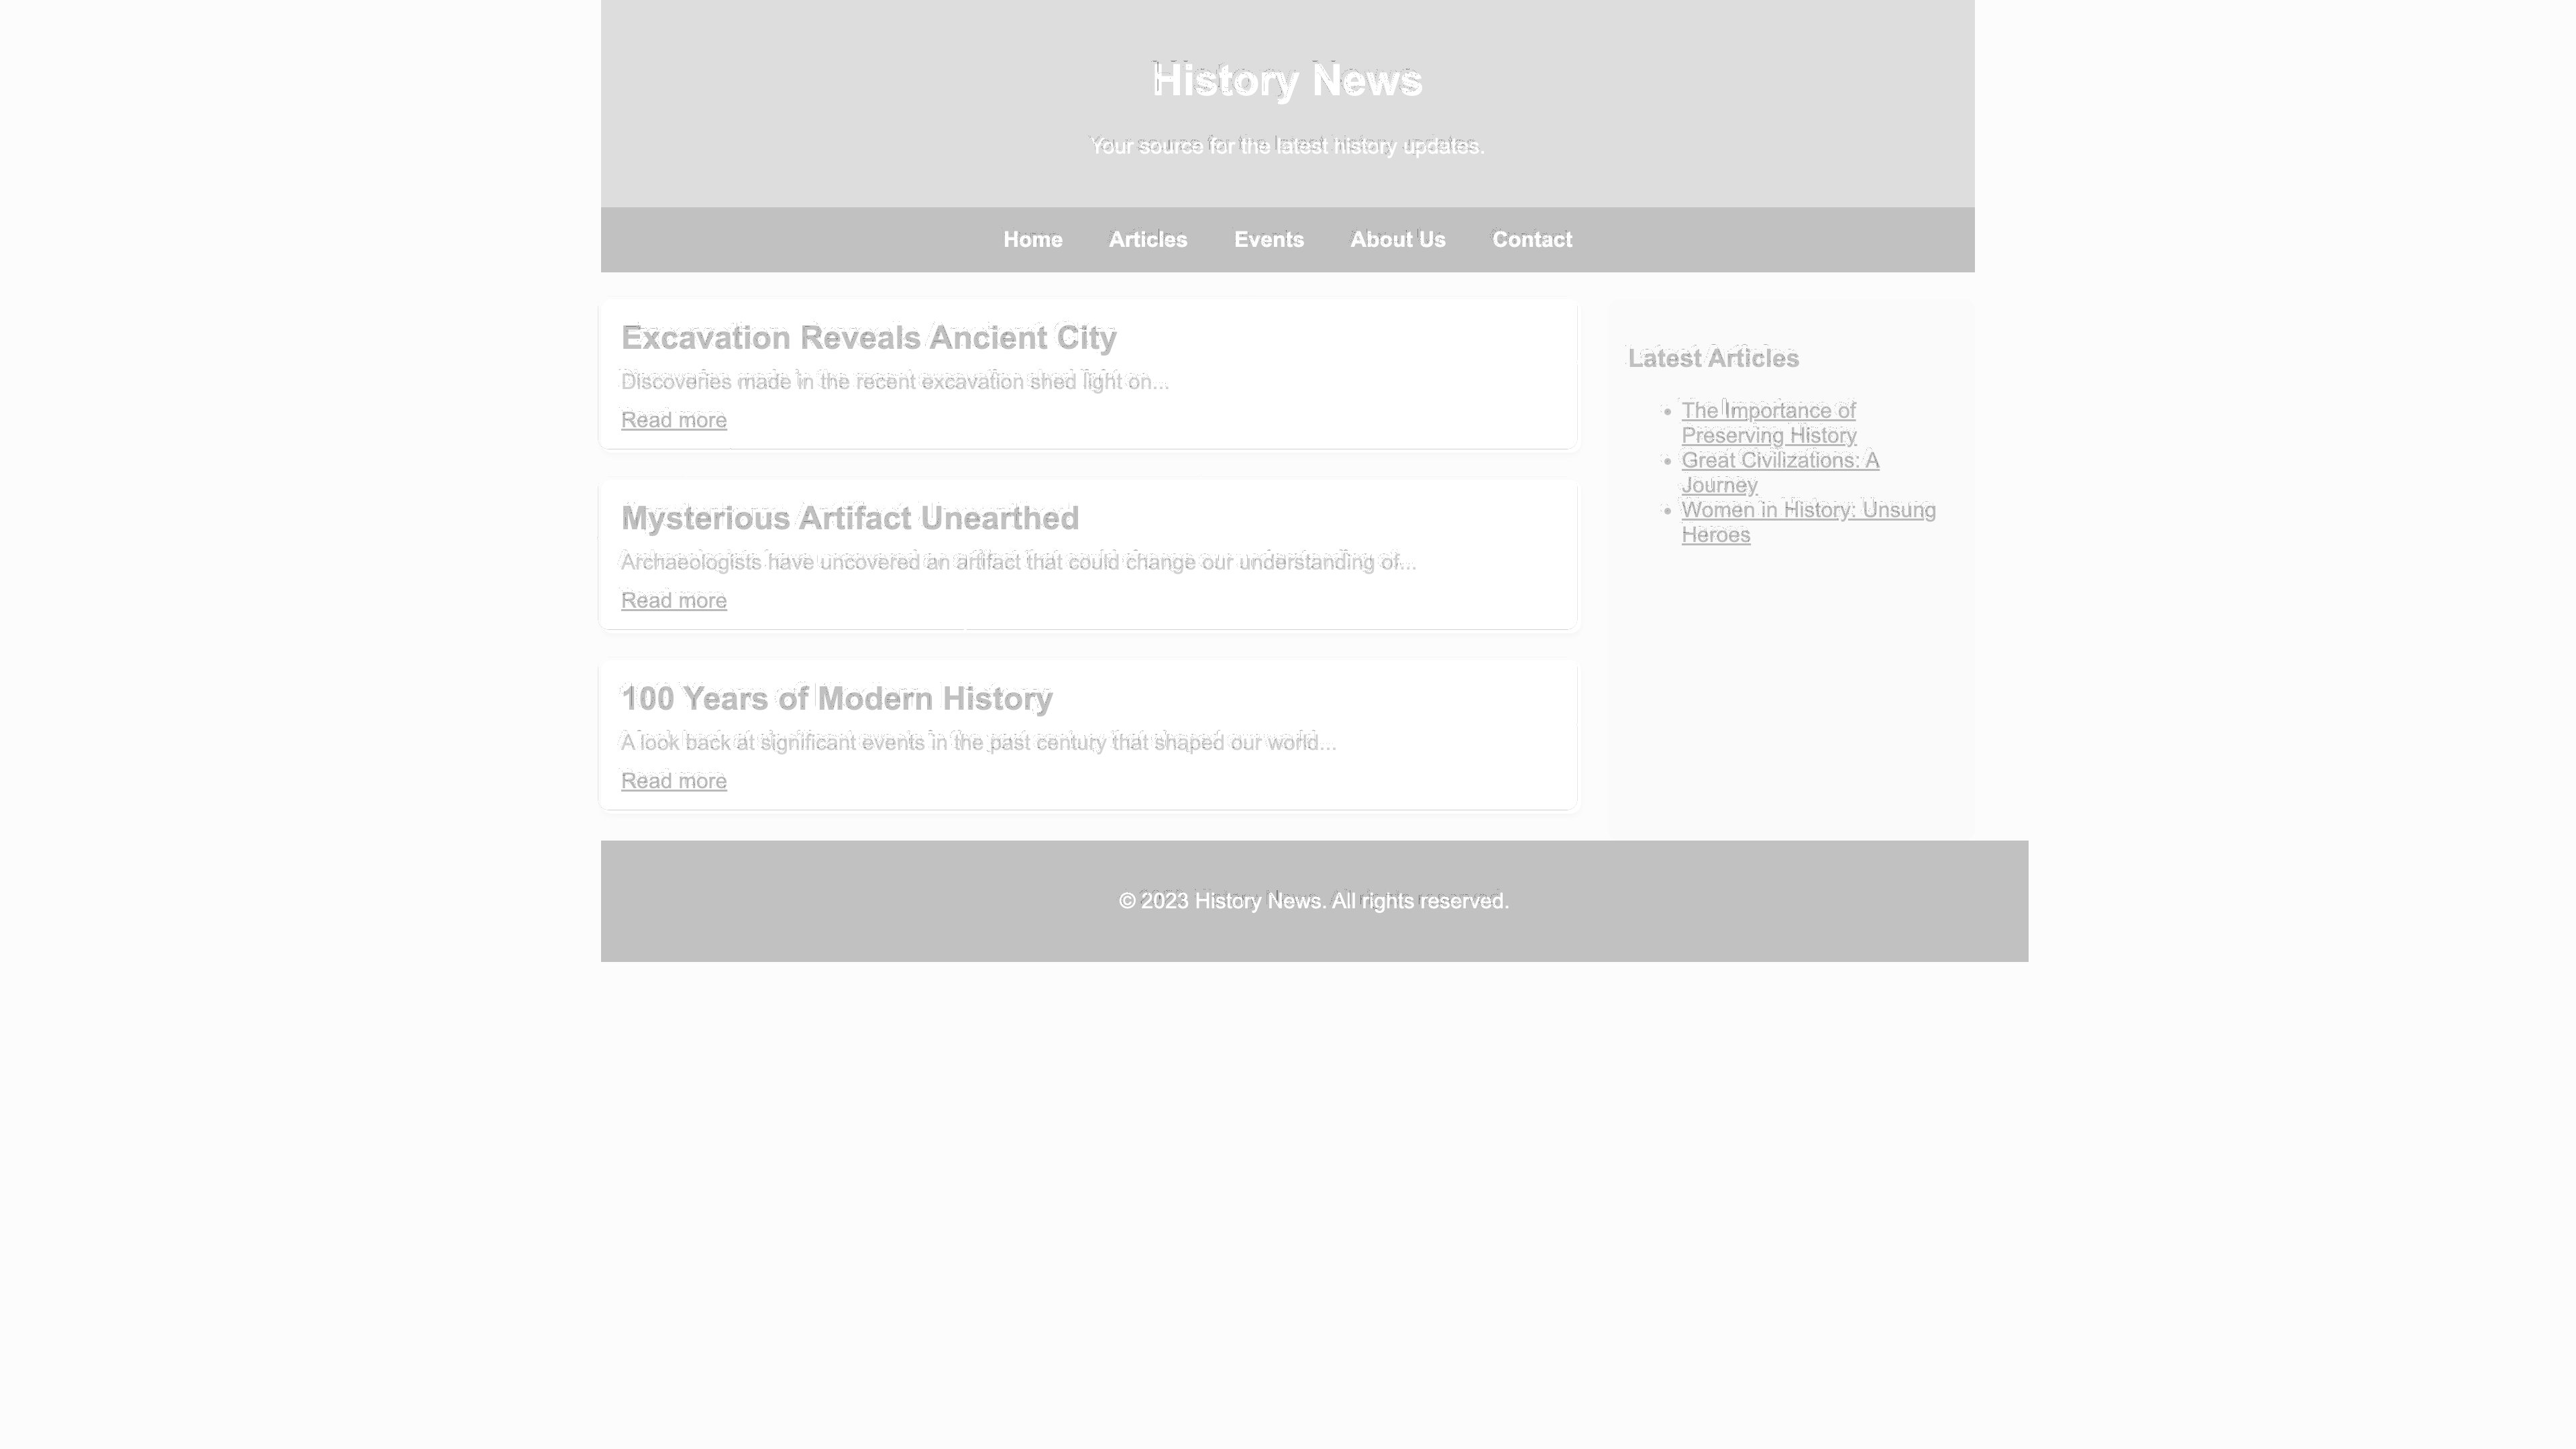 History News
Your source for the latest history updates.
Home Articles Events About Us Contact
Excavation Reveals Ancient City
Discoveries made in the recent excavation shed light on...
Read more
Mysterious Artifact Unearthed
Archaeologists have uncovered an artifact that could change our understanding of...
Read more
100 Years of Modern History
A look back at significant events in the past century that shaped our world...
Read more
Latest Articles
The Importance of
Preserving History
Great Civilizations: A
Journey
Women in History: Unsung
Heroes
© 2023 History News. All rights reserved.